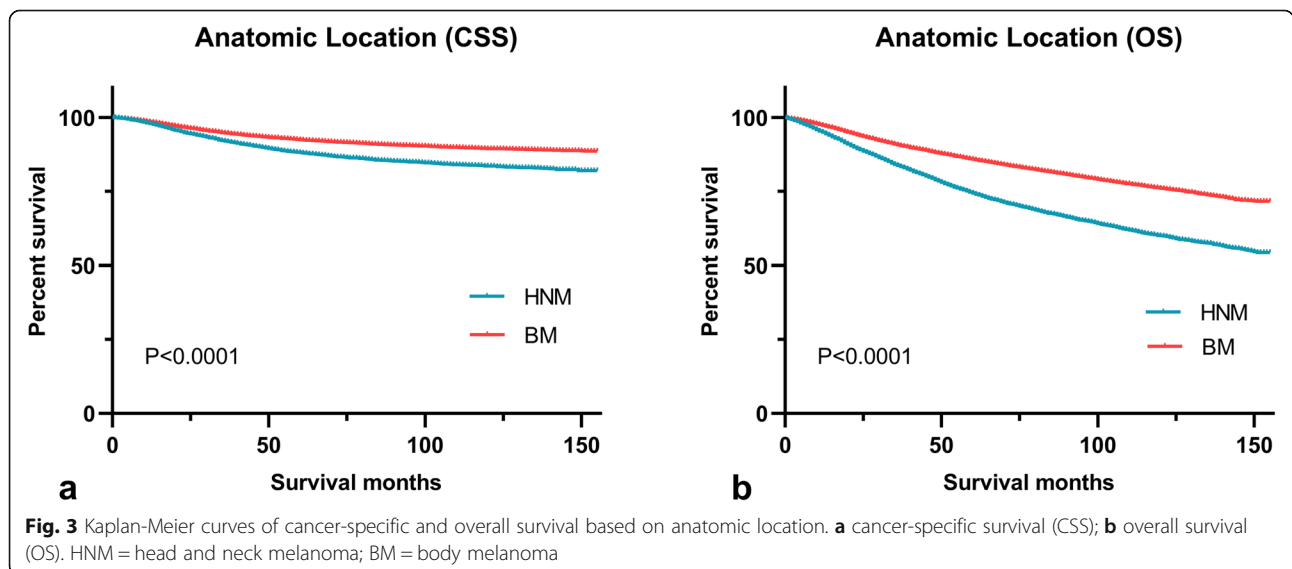 Anatomic Location (CSS)
100
50
0
Percent survival
HNM
BM
P<0.0001
0 50 100 150
Survival months
a
Anatomic Location (OS)
100
50
0
Percent survival
HNM
BM
P<0.0001
0 50 100 150
Survival months
b
Fig. 3 Kaplan-Meier curves of cancer-specific and overall survival based on anatomic location. a cancer-specific survival (CSS); b overall survival
(OS). HNM = head and neck melanoma; BM = body melanoma